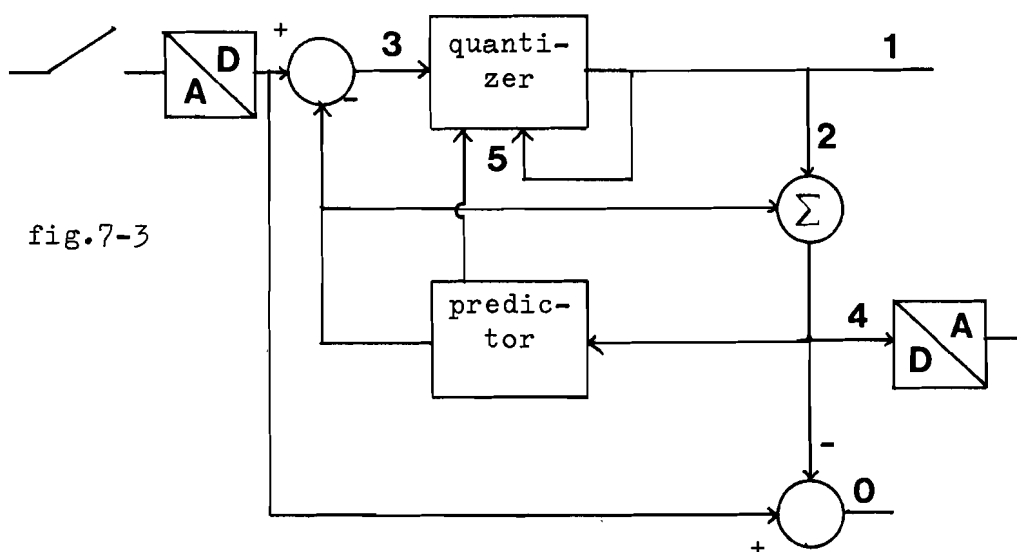 +
3
quanti-
zer
1
D
A
-
5
2
Σ
fig.7-3
predic-
tor
4
A
D
-
0
+